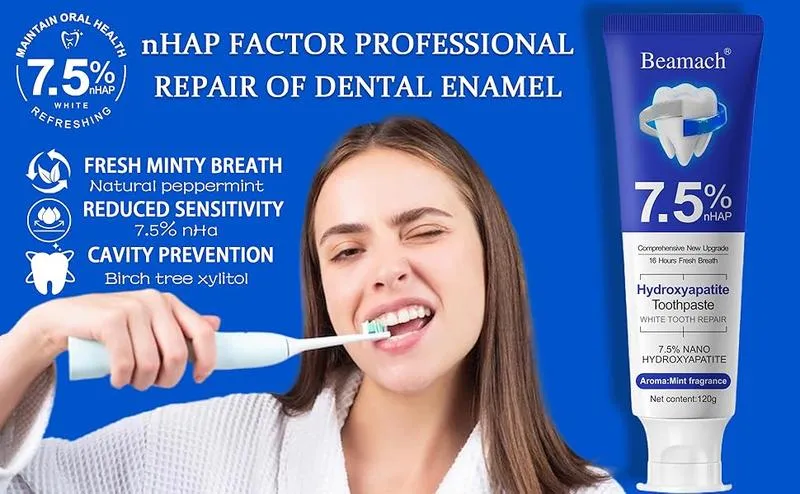 MAINTAIN ORAL HEALTH
7.5%
nHAP
WHITE
REFRESHING
nHAP FACTOR PROFESSIONAL
REPAIR OF DENTAL ENAMEL
FRESH MINTY BREATH
Natural peppermint
REDUCED SENSITIVITY
7.5% nHa
CAVITY PREVENTION
Birch tree xylitol
Beamach®
7.5%
nHAP
Comprehensive New Upgrade
16 Hours Fresh Breath
Hydroxyapatite
Toothpaste
WHITE TOOTH REPAIR
7.5% NANO
HYDROXYAPATITE
Aroma:Mint fragrance
Net content:120g